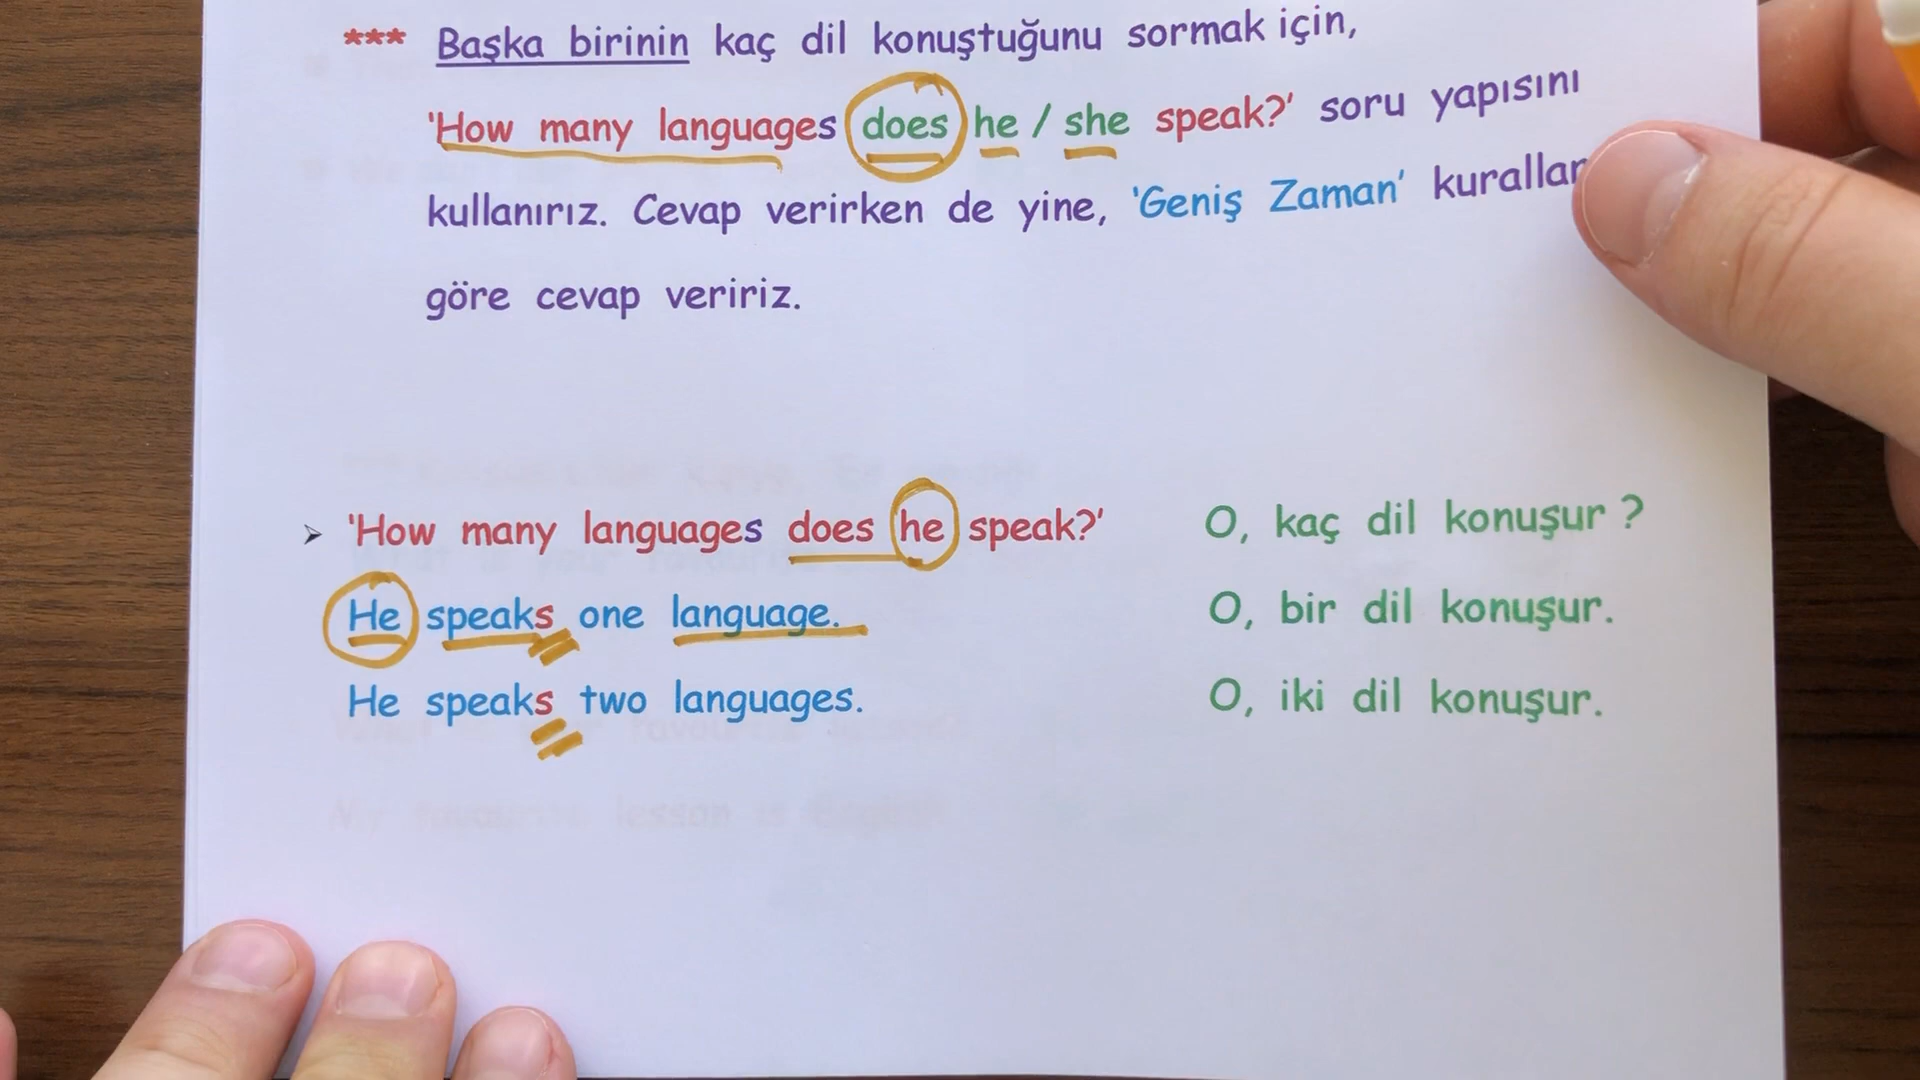 *** Başka birinin kaç dil konuştuğunu sormak için,
'How many languages does he / she speak?' soru yapısını
kullanırız. Cevap verirken de yine, 'Geniş Zaman'
göre cevap veririz.
➢ 'How many languages does he speak?' O, kaç dil konuşur ?
He speaks one language. O, bir dil konuşur.
He speaks two languages. O, iki dil konuşur.